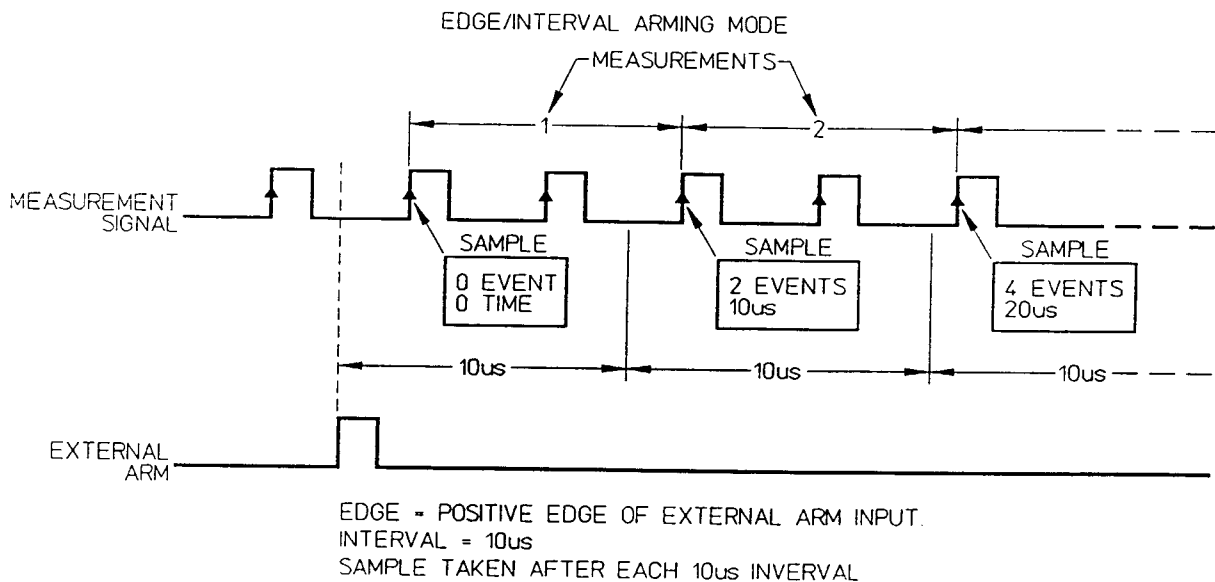 EDGE/INTERVAL ARMING MODE
MEASUREMENTS
1
2
MEASUREMENT
SIGNAL
SAMPLE
0 EVENT
0 TIME
SAMPLE
2 EVENTS
10us
SAMPLE
4 EVENTS
20us
10us
10us
10us
EXTERNAL
ARM
EDGE = POSITIVE EDGE OF EXTERNAL ARM INPUT.
INTERVAL = 10us
SAMPLE TAKEN AFTER EACH 10us INVERVAL